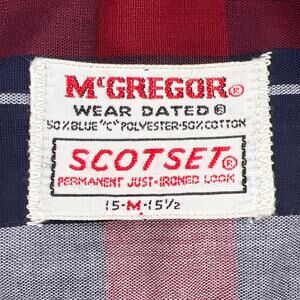 McGREGOR®
WEAR DATED®
50% BLUE "C" POLYESTER-50% COTTON
SCOTSET®
PERMANENT JUST-IRONED LOOK
15-M-15½